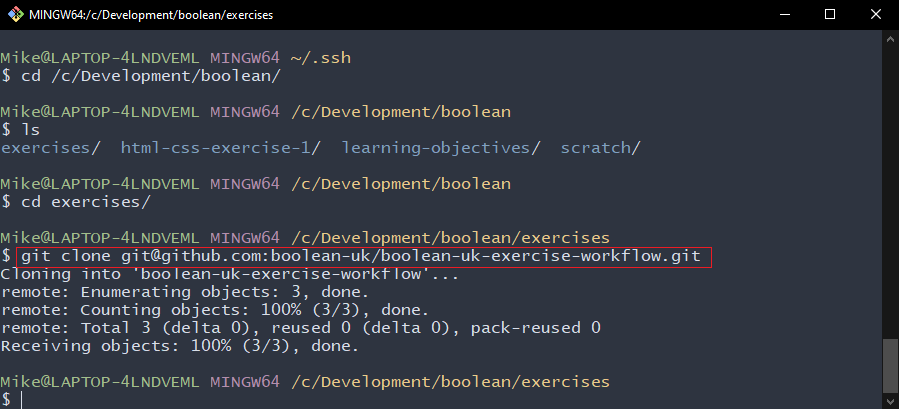 MINGW64:/c/Development/boolean/exercises
Mike@LAPTOP-4LNDVEML MINGW64 ~/.ssh
$ cd /c/Development/boolean/
Mike@LAPTOP-4LNDVEML MINGW64 /c/Development/boolean
$ ls
exercises/  html-css-exercise-1/  learning-objectives/  scratch/
Mike@LAPTOP-4LNDVEML MINGW64 /c/Development/boolean
$ cd exercises/
Mike@LAPTOP-4LNDVEML MINGW64 /c/Development/boolean/exercises
$ git clone git@github.com:boolean-uk/boolean-uk-exercise-workflow.git
Cloning into 'boolean-uk-exercise-workflow'...
remote: Enumerating objects: 3, done.
remote: Counting objects: 100% (3/3), done.
remote: Total 3 (delta 0), reused 0 (delta 0), pack-reused 0
Receiving objects: 100% (3/3), done.
Mike@LAPTOP-4LNDVEML MINGW64 /c/Development/boolean/exercises
$